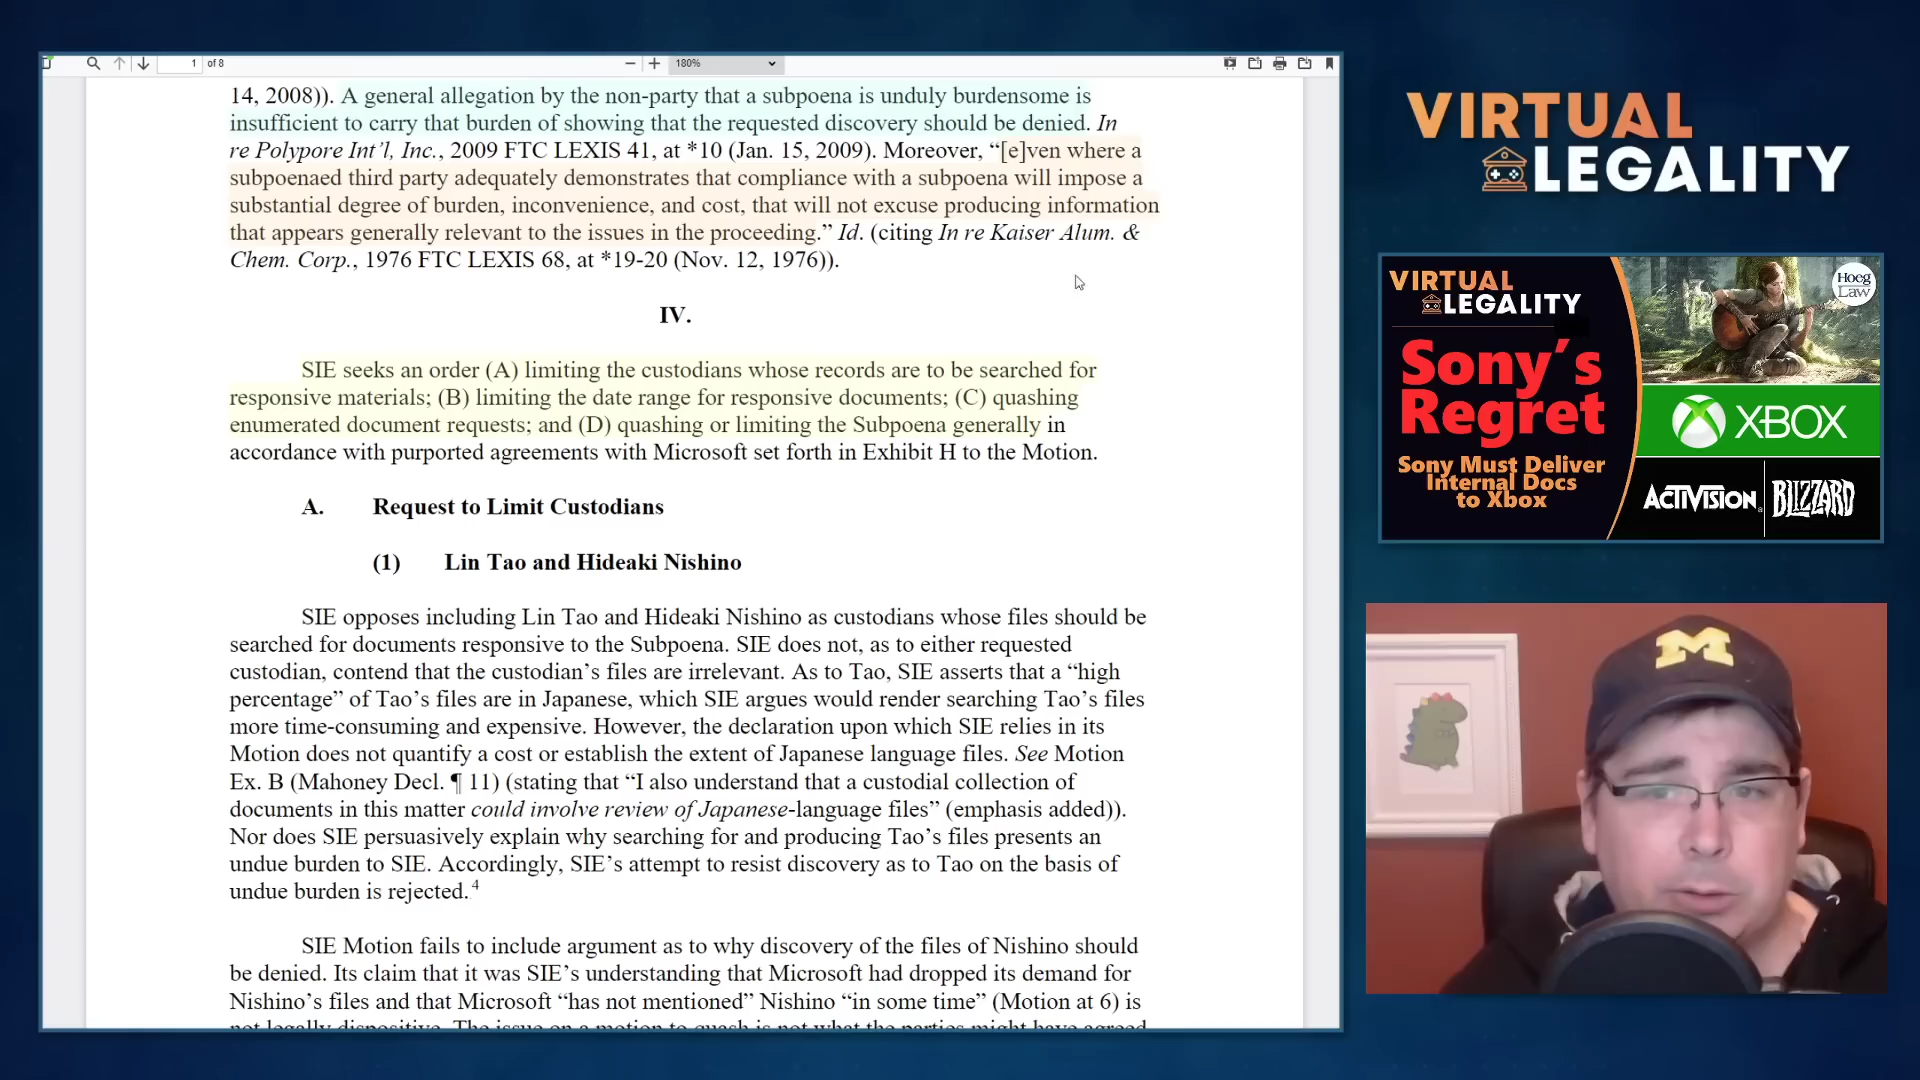 1 of 8
180%
14, 2008)). A general allegation by the non-party that a subpoena is unduly burdensome is
insufficient to carry that burden of showing that the requested discovery should be denied. In
re Polypore Int’l, Inc., 2009 FTC LEXIS 41, at *10 (Jan. 15, 2009). Moreover, “[e]ven where a
subpoenaed third party adequately demonstrates that compliance with a subpoena will impose a
substantial degree of burden, inconvenience, and cost, that will not excuse producing information
that appears generally relevant to the issues in the proceeding.” Id. (citing In re Kaiser Alum. &
Chem. Corp., 1976 FTC LEXIS 68, at *19-20 (Nov. 12, 1976)).
IV.
SIE seeks an order (A) limiting the custodians whose records are to be searched for
responsive materials; (B) limiting the date range for responsive documents; (C) quashing
enumerated document requests; and (D) quashing or limiting the Subpoena generally in
accordance with purported agreements with Microsoft set forth in Exhibit H to the Motion.
A. Request to Limit Custodians
(1) Lin Tao and Hideaki Nishino
SIE opposes including Lin Tao and Hideaki Nishino as custodians whose files should be
searched for documents responsive to the Subpoena. SIE does not, as to either requested
custodian, contend that the custodian’s files are irrelevant. As to Tao, SIE asserts that a “high
percentage” of Tao’s files are in Japanese, which SIE argues would render searching Tao’s files
more time-consuming and expensive. However, the declaration upon which SIE relies in its
Motion does not quantify a cost or establish the extent of Japanese language files. See Motion
Ex. B (Mahoney Decl. ¶ 11) (stating that “I also understand that a custodial collection of
documents in this matter could involve review of Japanese-language files” (emphasis added)).
Nor does SIE persuasively explain why searching for and producing Tao’s files presents an
undue burden to SIE. Accordingly, SIE’s attempt to resist discovery as to Tao on the basis of
undue burden is rejected.4
SIE Motion fails to include argument as to why discovery of the files of Nishino should
be denied. Its claim that it was SIE’s understanding that Microsoft had dropped its demand for
Nishino’s files and that Microsoft “has not mentioned” Nishino “in some time” (Motion at 6) is
not legally dispositive. The issue on a motion to quash is not what the parties might have agreed
VIRTUAL
LEGALITY
VIRTUAL
LEGALITY
Sony’s
Regret
Sony Must Deliver
Internal Docs
to Xbox
Hoeg
Law
XBOX
ACTIVISION
BLIZZARD
M